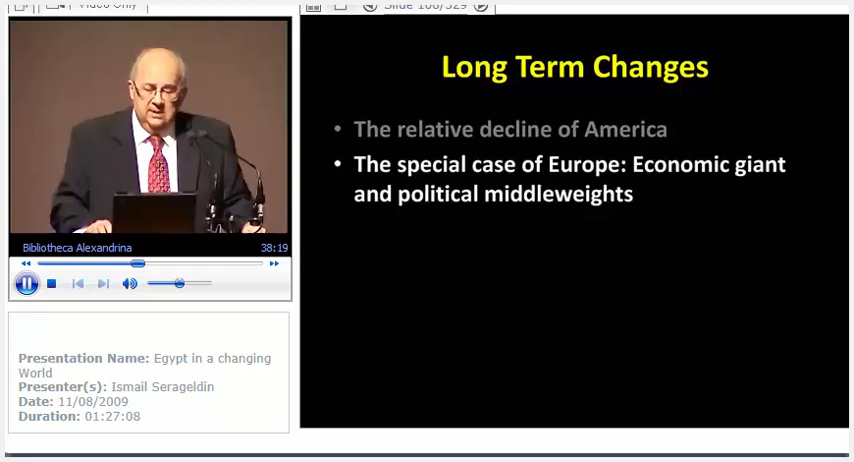 Video Only
Slide 108/329
Long Term Changes
• The relative decline of America
• The special case of Europe: Economic giant
and political middleweights
Bibliotheca Alexandrina 38:19
Presentation Name: Egypt in a changing
World
Presenter(s): Ismail Serageldin
Date: 11/08/2009
Duration: 01:27:08